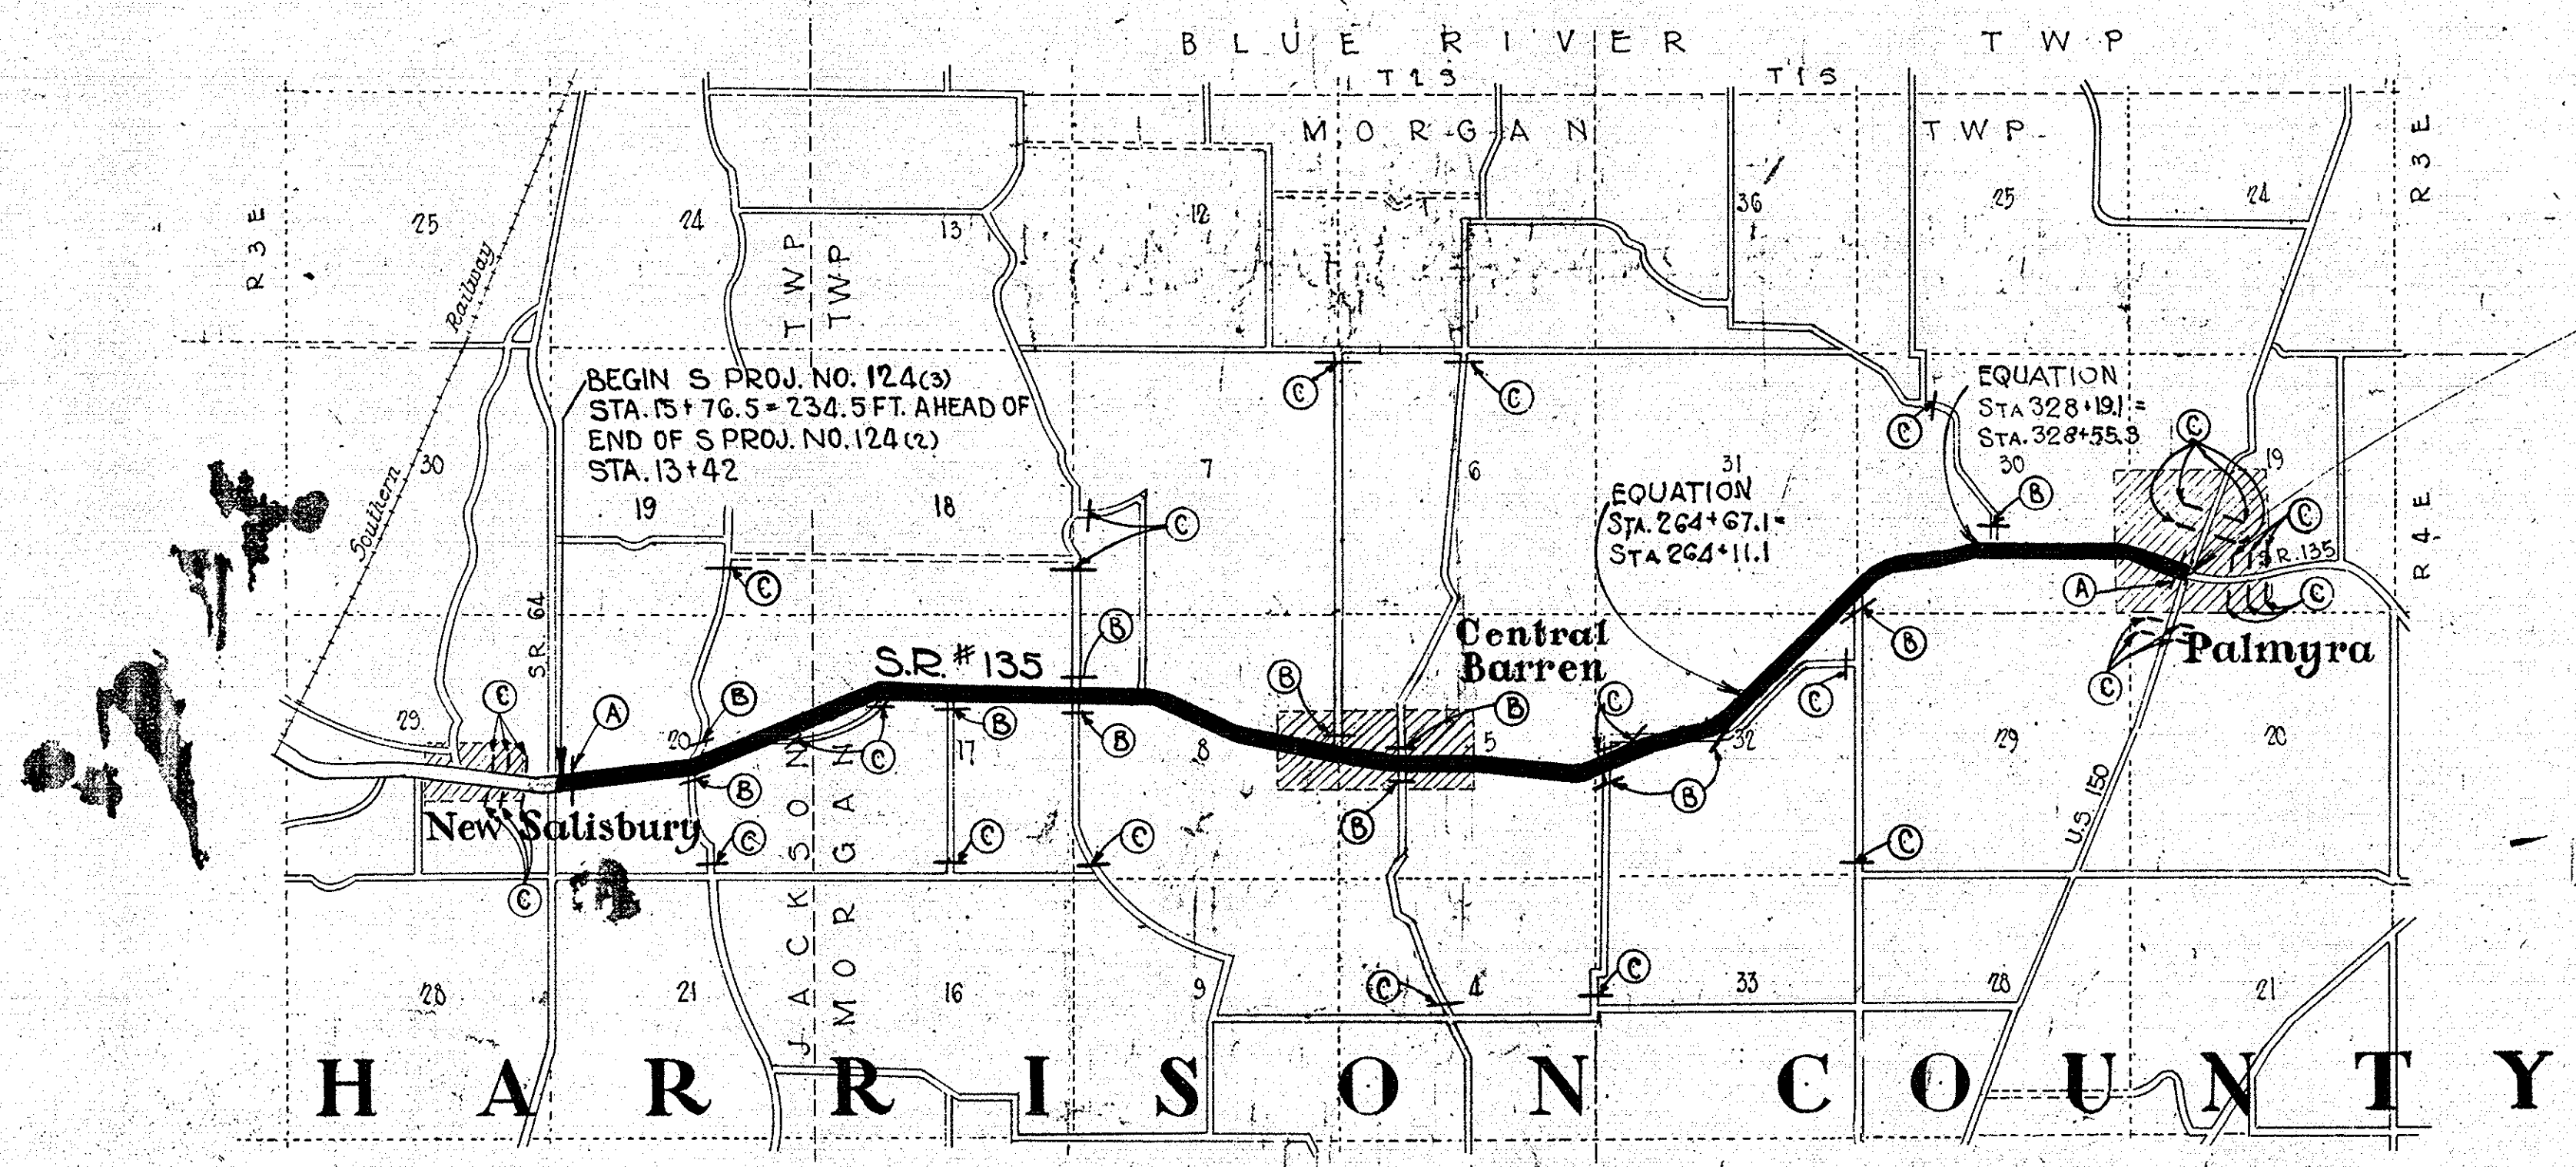 BLUE RIVER TWP
T2S T1S
MORGAN TWP.
R3E
R3E
25 24 13 12 1 36 25 24
Railway
TWP
TWP
BEGIN S PROJ. NO. 124(3)
STA. 15+76.5 = 234.5 FT. AHEAD OF
END OF S PROJ. NO. 124(2)
STA. 13+42
EQUATION
STA 328+19.1 =
STA. 328+55.3
C C C C
30 19 18 7 6 31 30 19
Southern
EQUATION
STA. 264+67.1 =
STA 264+11.1
B C
C C
S.R. 135
R4E
A C
S.R. 64
B
Central
Barren
B
Palmyra
S.R. # 135
C A B B B C C C
29 20 17 8 5 32 29 20
C B B
B B B
U.S. 150
New Salisbury
C C C C
C
JACKSON
MORGAN
C C
28 21 16 9 4 33 28 21
HARRISON COUNTY